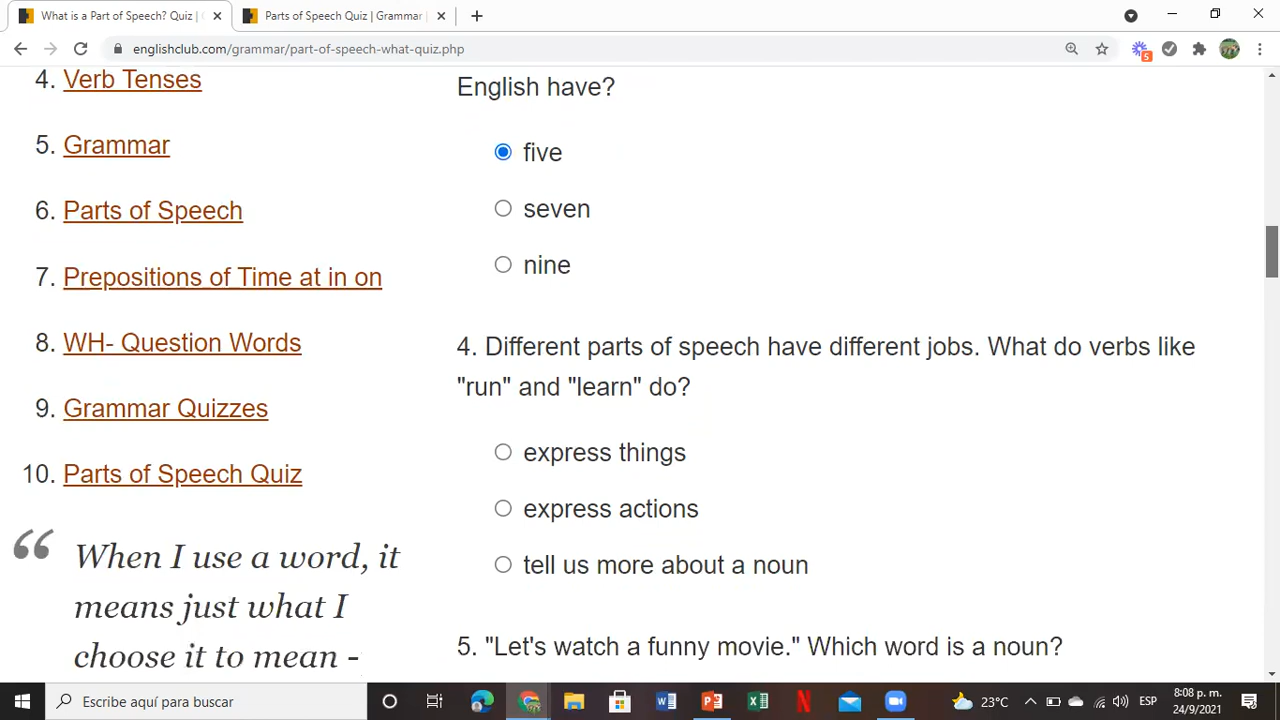 What is a Part of Speech? Quiz |
Parts of Speech Quiz | Grammar
englishclub.com/grammar/part-of-speech-what-quiz.php
5
4. Verb Tenses
5. Grammar
6. Parts of Speech
7. Prepositions of Time at in on
8. WH- Question Words
9. Grammar Quizzes
10. Parts of Speech Quiz
“ When I use a word, it
means just what I
choose it to mean -
English have?
five
seven
nine
4. Different parts of speech have different jobs. What do verbs like
"run" and "learn" do?
express things
express actions
tell us more about a noun
5. "Let's watch a funny movie." Which word is a noun?
Escribe aquí para buscar
23°C
ESP
8:08 p. m.
24/9/2021